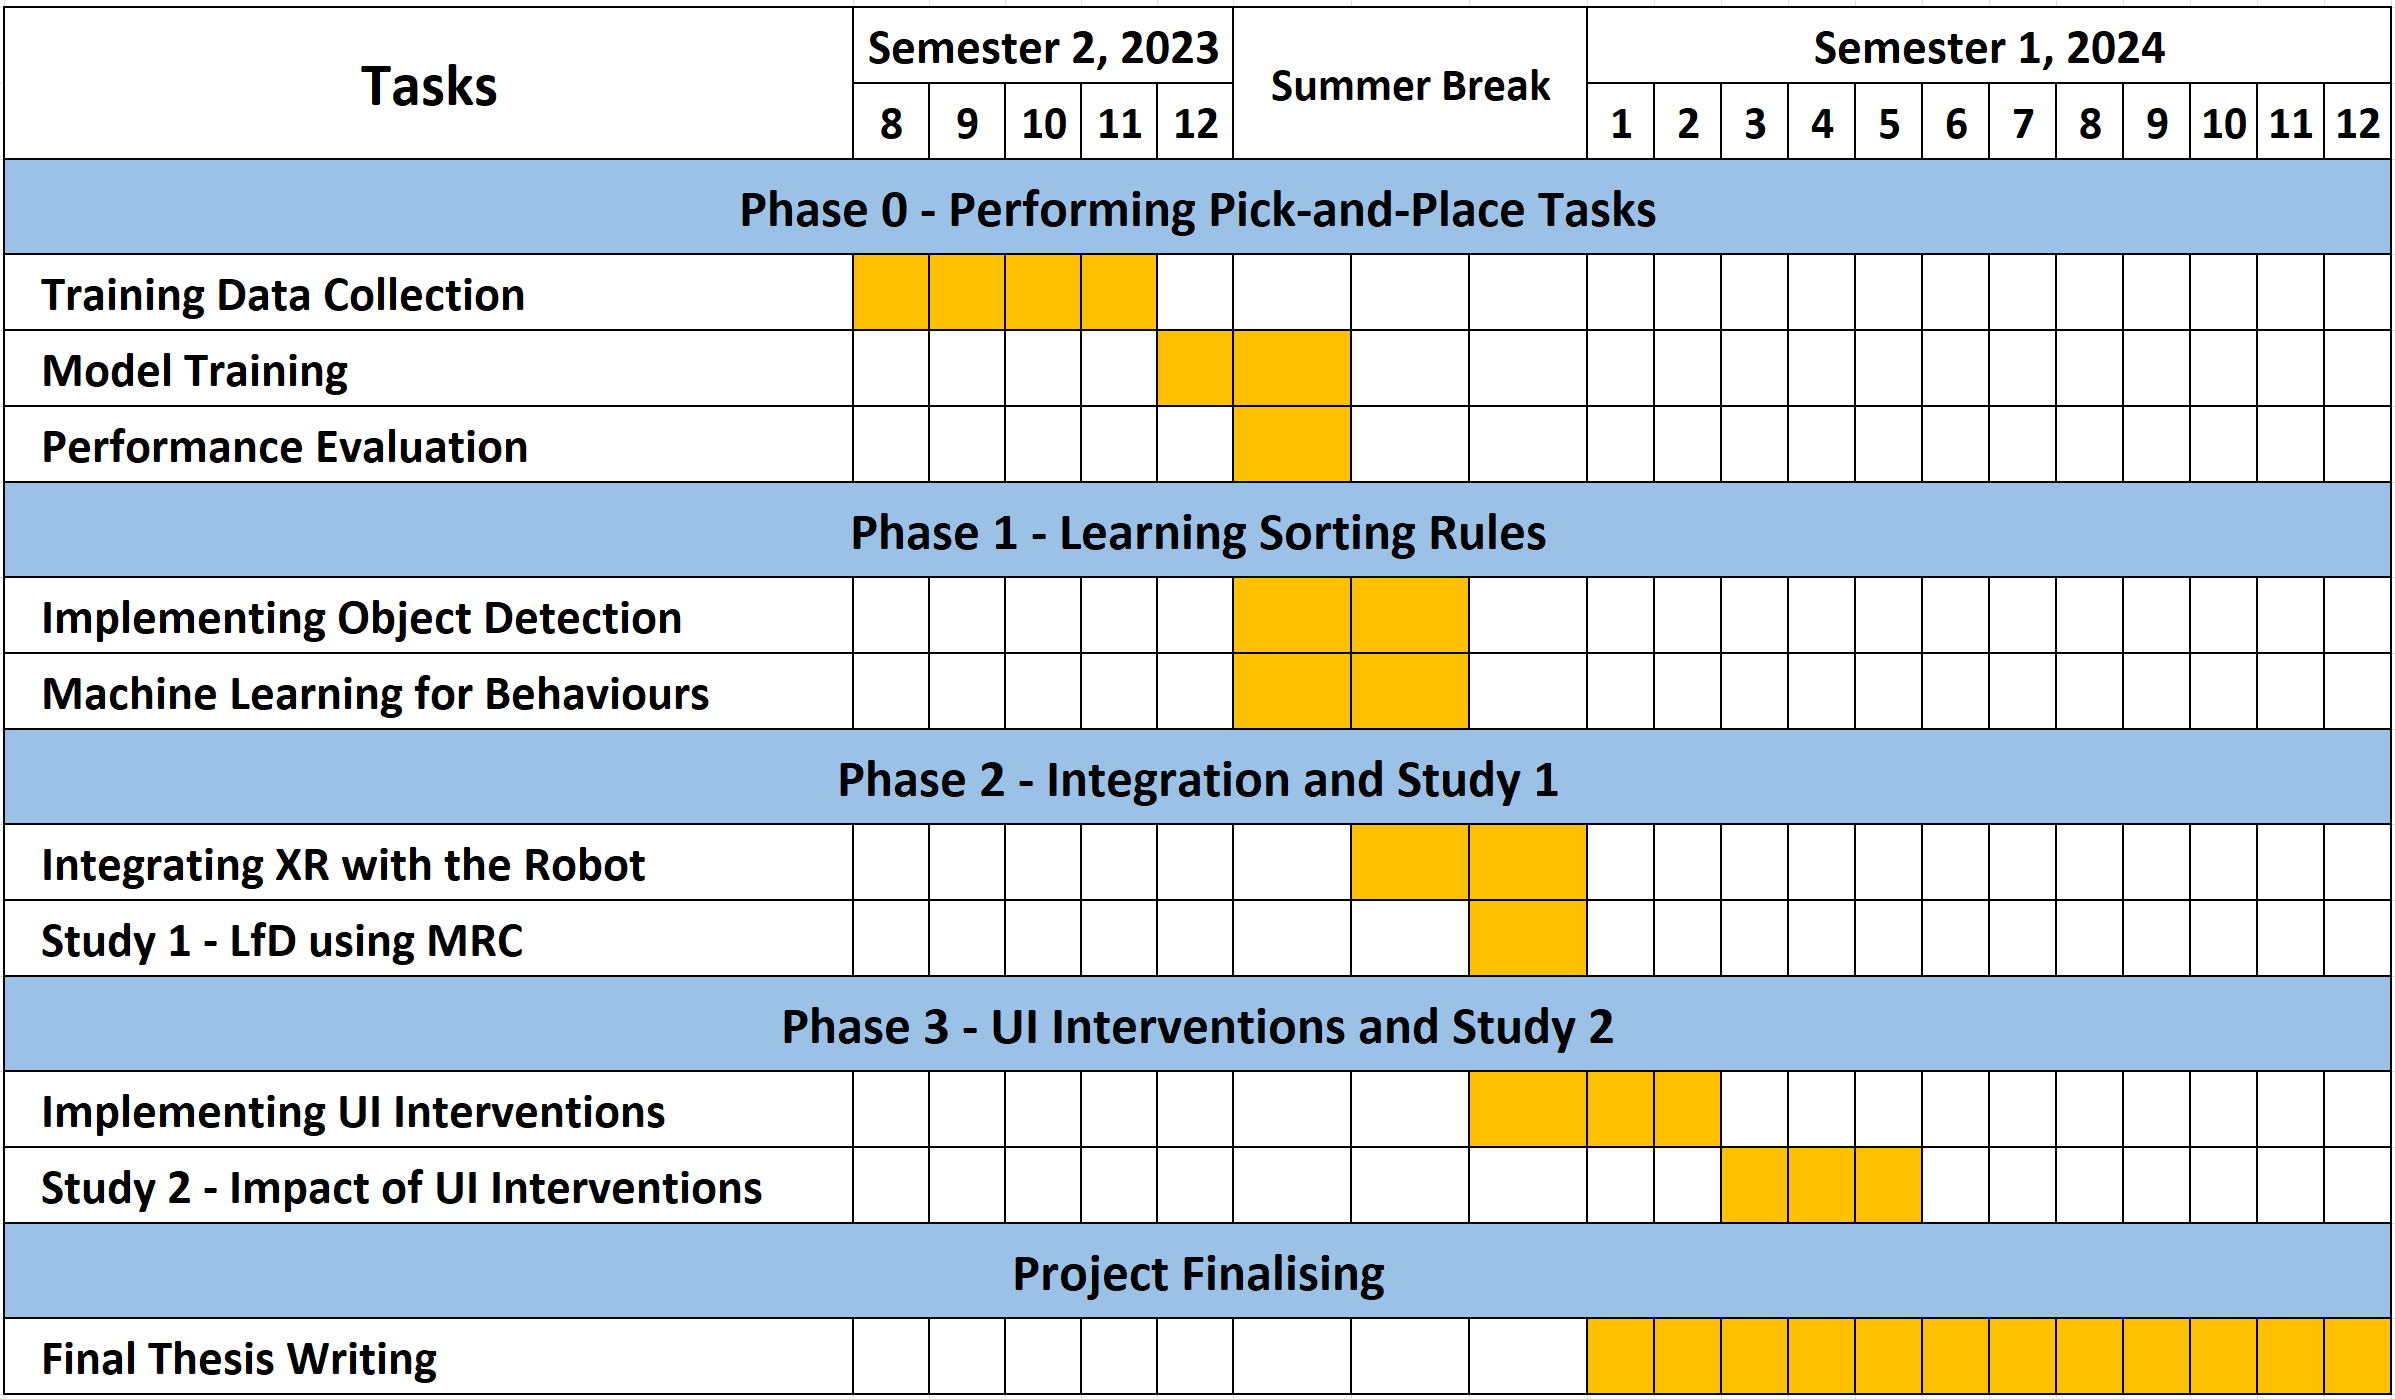 Tasks
Semester 2, 2023
Summer Break
Semester 1, 2024
8 9 10 11 12
1 2 3 4 5 6 7 8 9 10 11 12
Phase 0 - Performing Pick-and-Place Tasks
Training Data Collection
Model Training
Performance Evaluation
Phase 1 - Learning Sorting Rules
Implementing Object Detection
Machine Learning for Behaviours
Phase 2 - Integration and Study 1
Integrating XR with the Robot
Study 1 - LfD using MRC
Phase 3 - UI Interventions and Study 2
Implementing UI Interventions
Study 2 - Impact of UI Interventions
Project Finalising
Final Thesis Writing